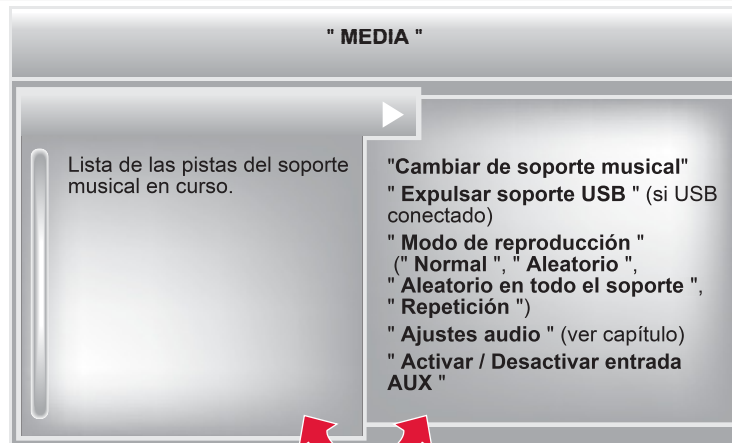 " MEDIA "
Lista de las pistas del soporte
musical en curso.
"Cambiar de soporte musical"
" Expulsar soporte USB " (si USB
conectado)
" Modo de reproducción "
(" Normal ", " Aleatorio ",
" Aleatorio en todo el soporte ",
" Repetición ")
" Ajustes audio " (ver capítulo)
" Activar / Desactivar entrada
AUX "